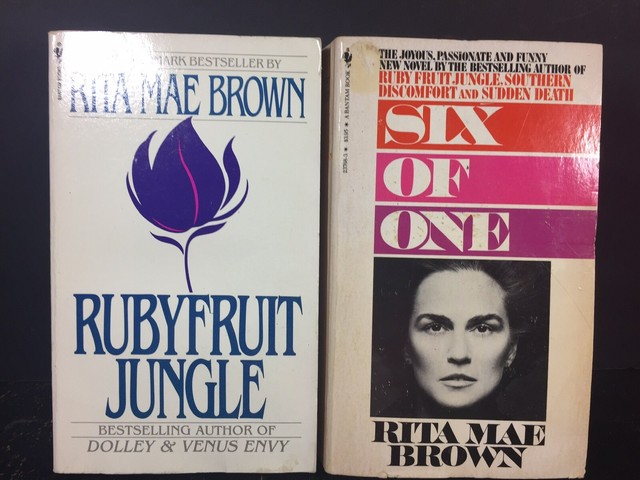 MARK BESTSELLER BY
RITA MAE BROWN
RUBYFRUIT
JUNGLE
BESTSELLING AUTHOR OF
DOLLEY & VENUS ENVY
THE JOYOUS, PASSIONATE AND FUNNY
NEW NOVEL BY THE BESTSELLING AUTHOR OF
RUBY FRUIT JUNGLE, SOUTHERN
DISCOMFORT AND SUDDEN DEATH
SIX
OF
ONE
RITA MAE
BROWN
A BANTAM BOOK